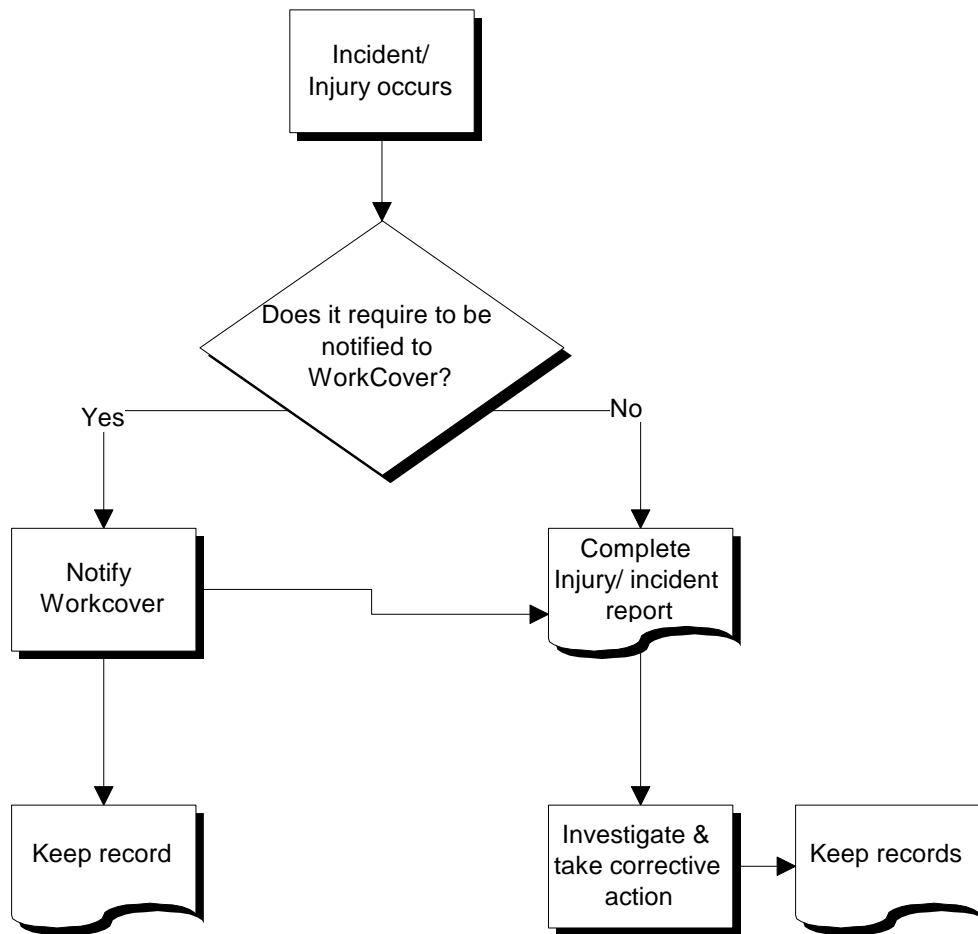 Incident/
Injury occurs
Does it require to be
notified to
WorkCover?
Yes
No
Notify
Workcover
Complete
Injury/ incident
report
Keep record
Investigate &
take corrective
action
Keep records